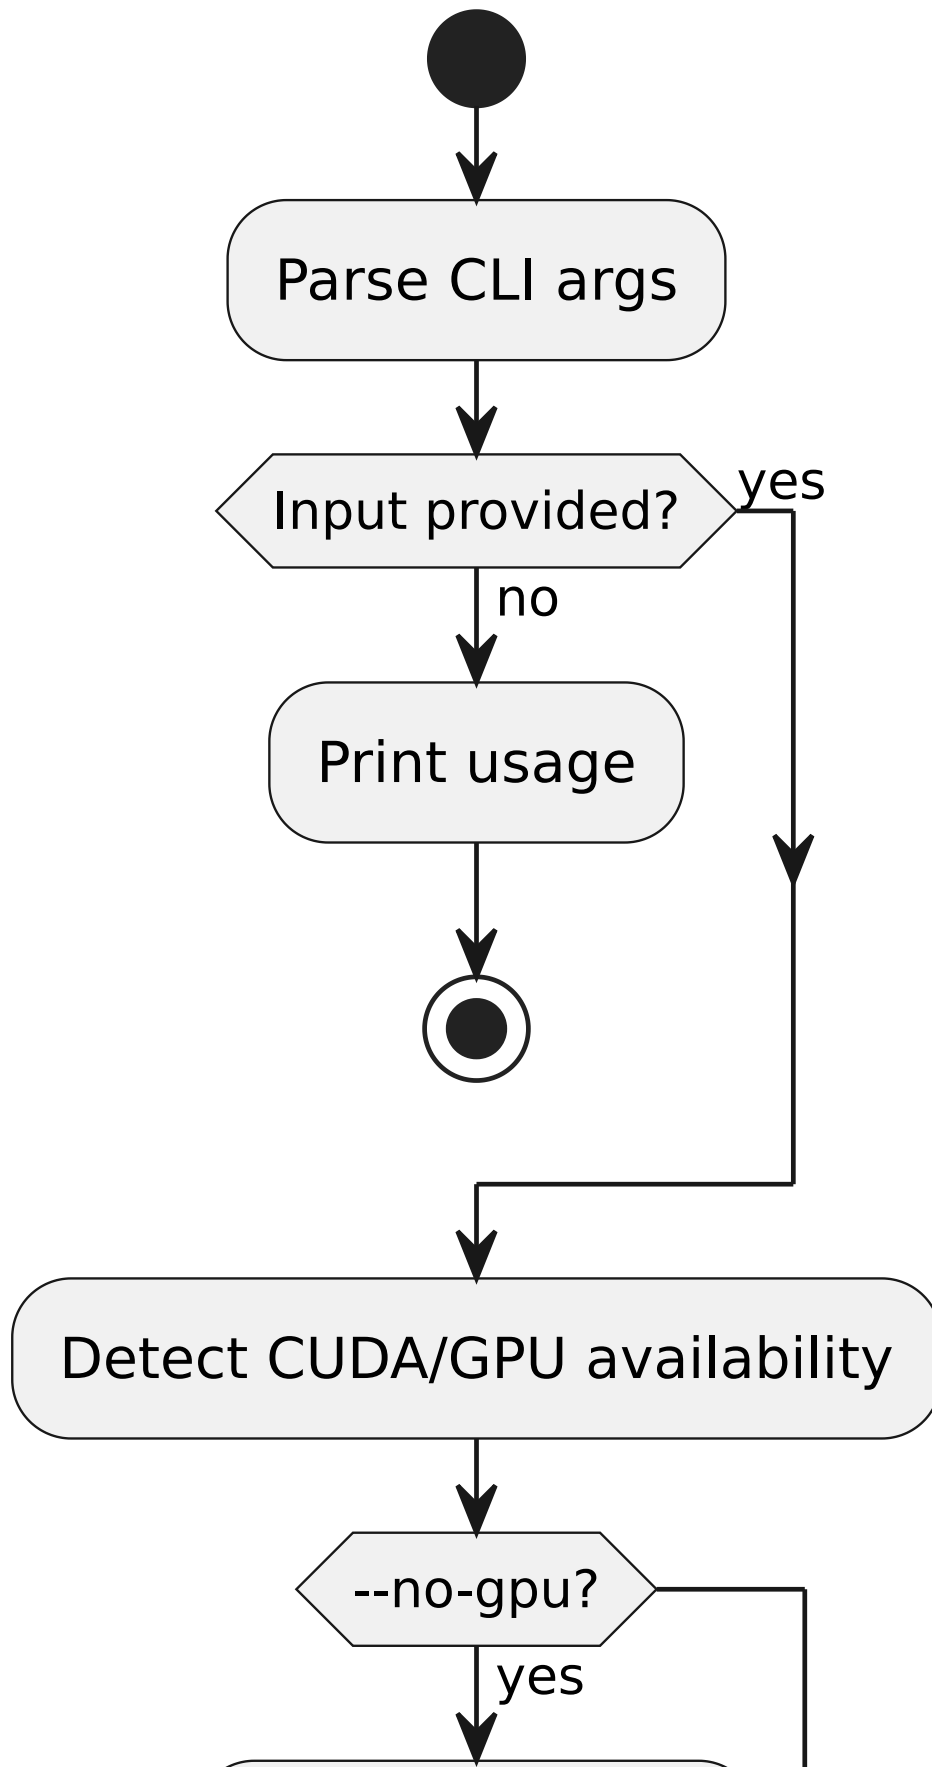 Parse CLI args
Input provided?
yes
no
Print usage
Detect CUDA/GPU availability
--no-gpu?
yes